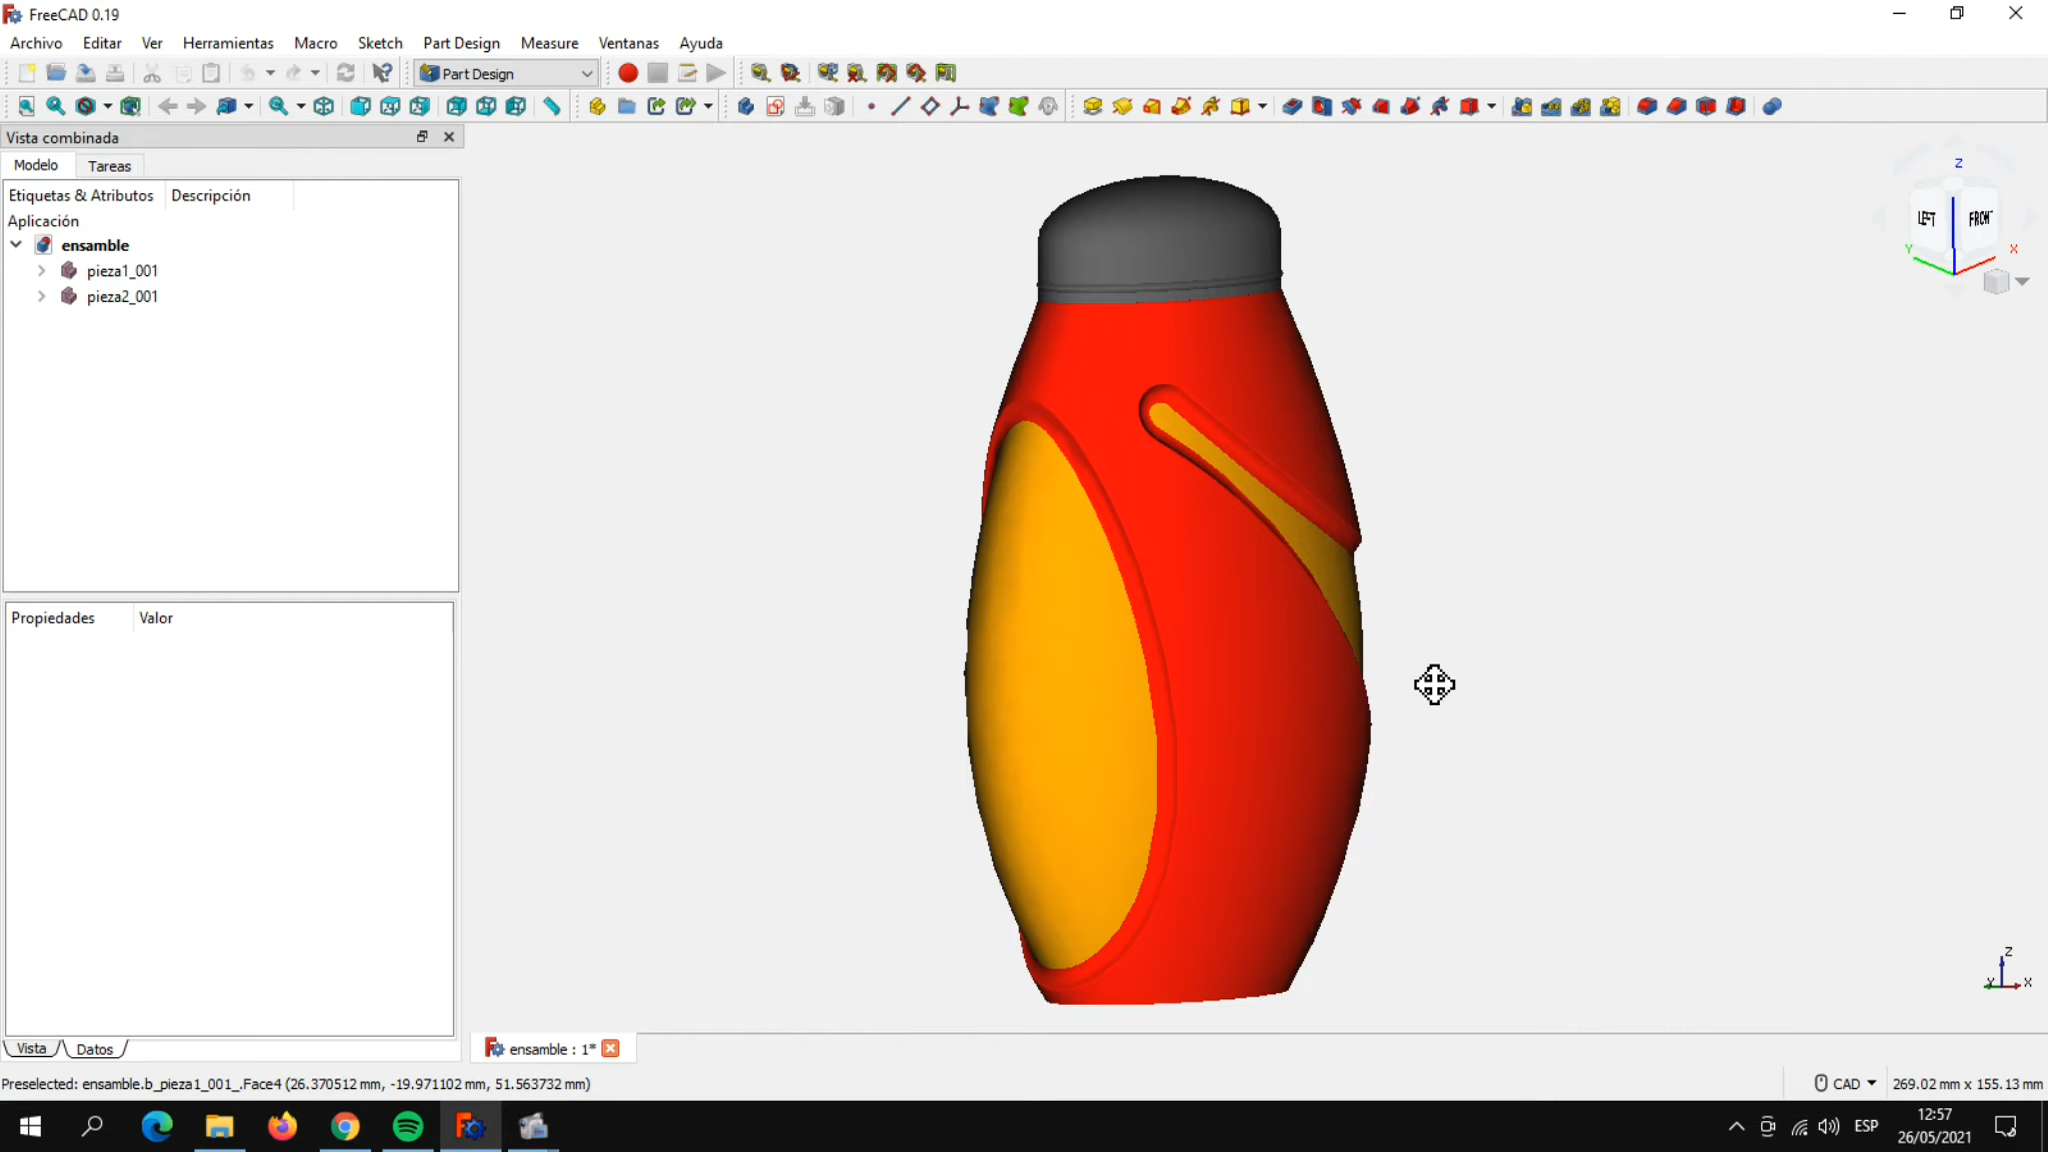 FreeCAD 0.19
Archivo Editar Ver Herramientas Macro Sketch Part Design Measure Ventanas Ayuda
Part Design
Vista combinada
Modelo Tareas
Etiquetas & Atributos Descripción
Aplicación
ensamble
pieza1_001
pieza2_001
Propiedades Valor
Vista Datos
Z
LEFT FRONT
Y X
Z
Y X
ensamble : 1*
Preselected: ensamble.b_pieza1_001_.Face4 (26.370512 mm, -19.971102 mm, 51.563732 mm)
CAD 269.02 mm x 155.13 mm
ESP
12:57
26/05/2021